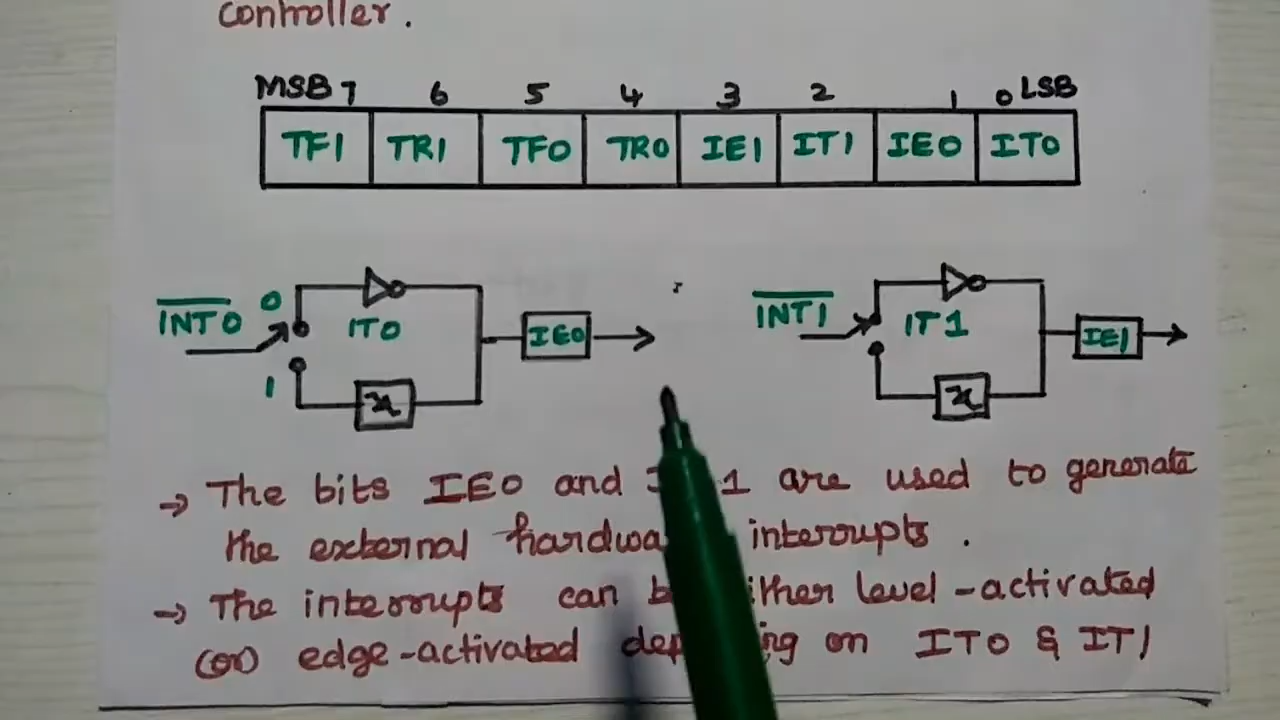 controller.
MSB 7 6 5 4 3 2 1 0 LSB
TF1 TR1 TF0 TR0 IE1 IT1 IE0 IT0
INT0 0 IT0 IE0
1 x
INT1 IT1 IE1
x
→ The bits IE0 and 1 are used to generate
the external interrupts.
→ The interrupts can level-activated
(or) edge-activated on IT0 & IT1